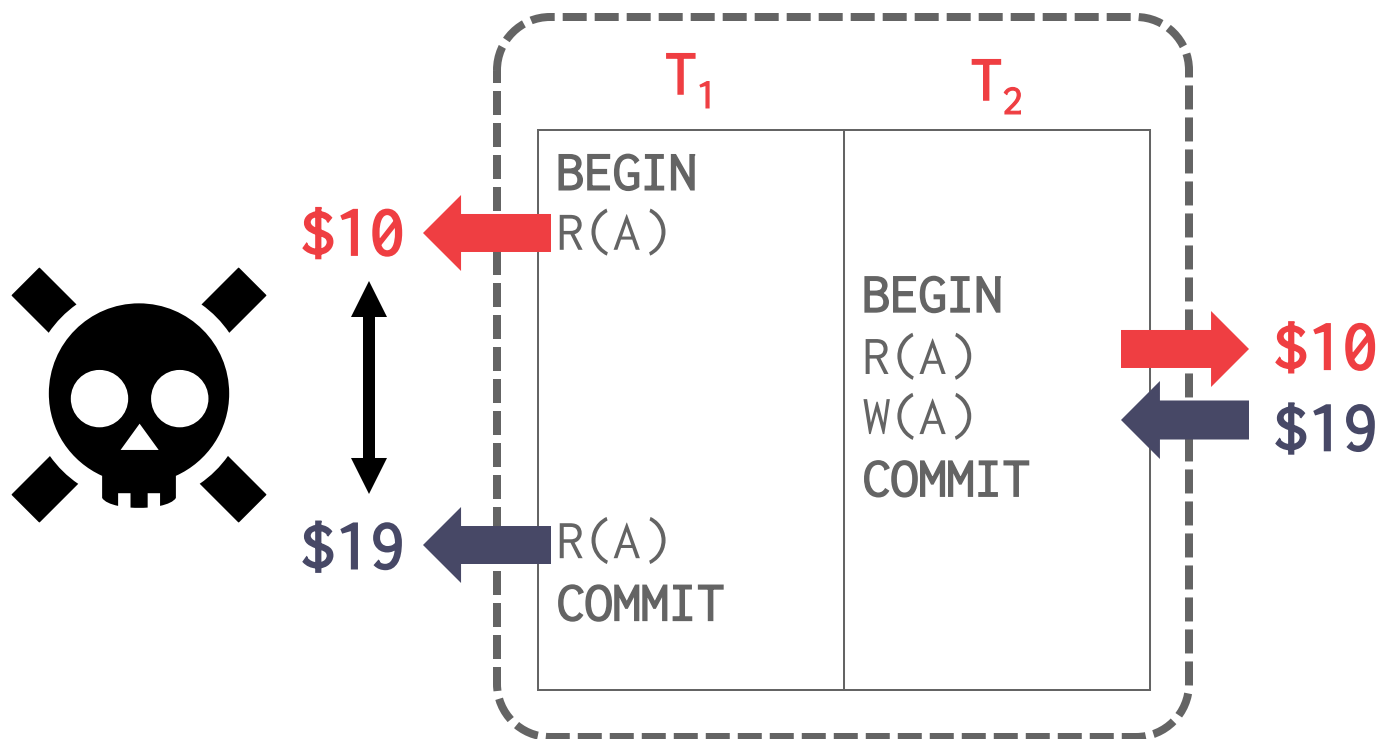 T1 T2
BEGIN
$10 R(A)
BEGIN
R(A) $10
W(A) $19
COMMIT
$19 R(A)
COMMIT